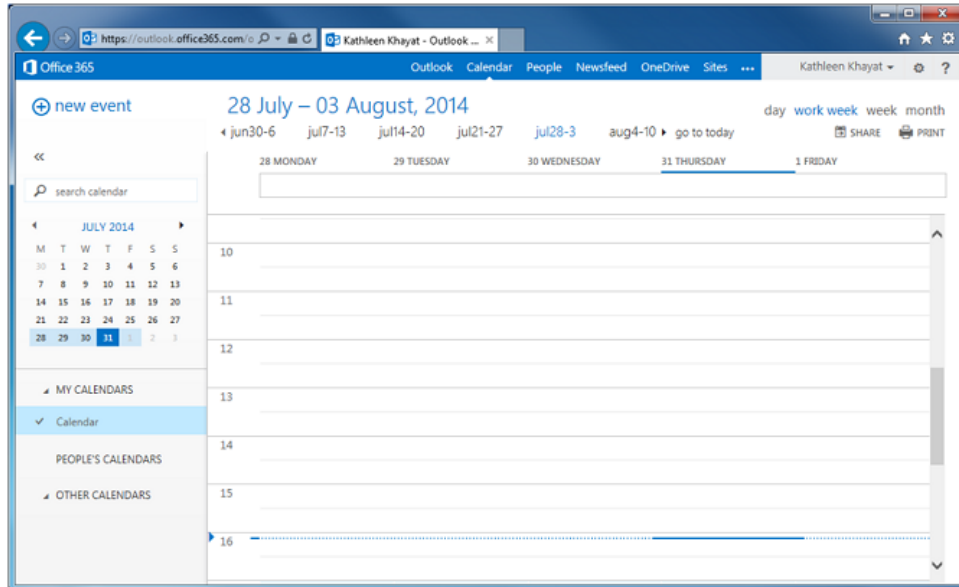 https://outlook.office365.com/o
Kathleen Khayat - Outlook ...
Office 365
Outlook Calendar People Newsfeed OneDrive Sites ...
Kathleen Khayat
?
new event
28 July – 03 August, 2014
day work week week month
jun30-6 jul7-13 jul14-20 jul21-27 jul28-3 aug4-10 go to today
SHARE PRINT
28 MONDAY 29 TUESDAY 30 WEDNESDAY 31 THURSDAY 1 FRIDAY
search calendar
JULY 2014
M T W T F S S
30 1 2 3 4 5 6
7 8 9 10 11 12 13
14 15 16 17 18 19 20
21 22 23 24 25 26 27
28 29 30 31 1 2 3
MY CALENDARS
Calendar
PEOPLE'S CALENDARS
OTHER CALENDARS
10
11
12
13
14
15
16